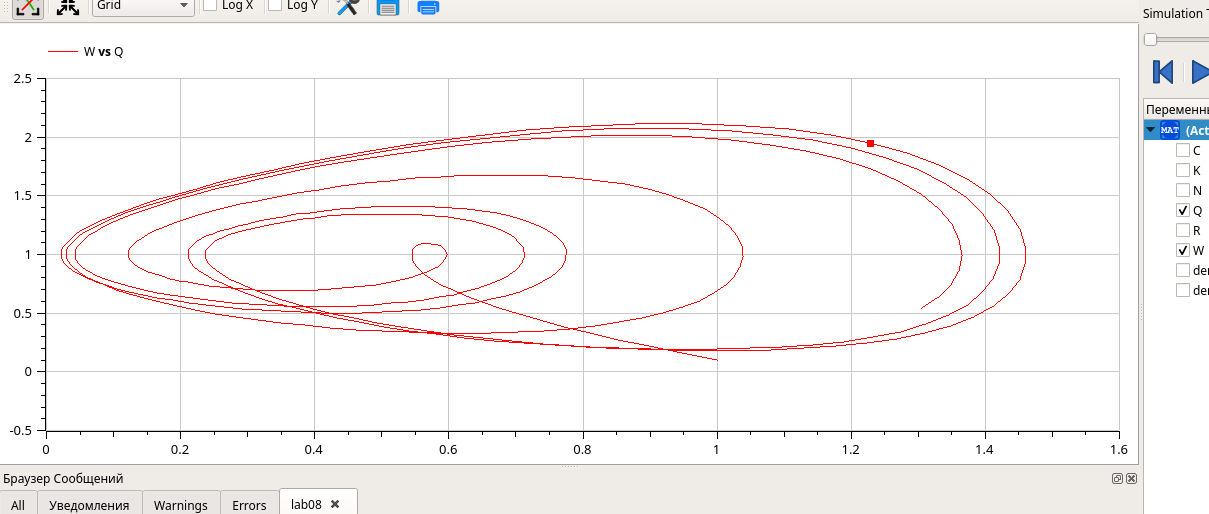 Grid Log X Log Y
Simulation
W vs Q
2.5
2
1.5
1
0.5
0
-0.5
0 0.2 0.4 0.6 0.8 1 1.2 1.4 1.6
MAT (Act
C
K
N
Q
R
W
der
der
Браузер Сообщений
All Уведомления Warnings Errors lab08